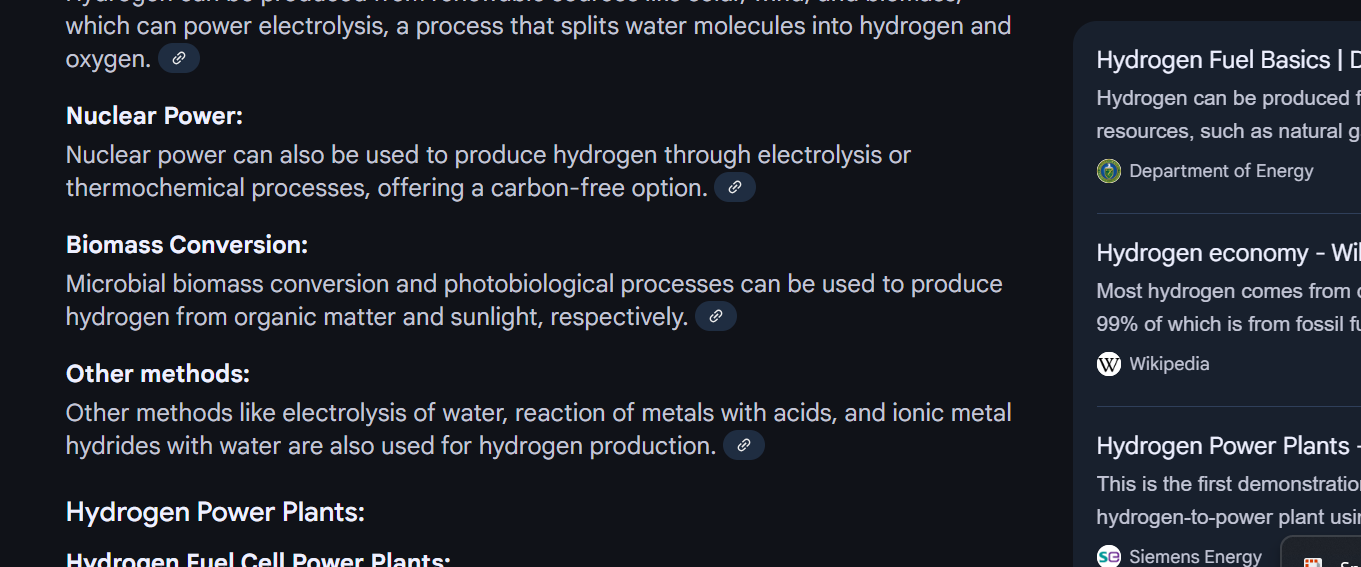 which can power electrolysis, a process that splits water molecules into hydrogen and
oxygen.
Nuclear Power:
Nuclear power can also be used to produce hydrogen through electrolysis or
thermochemical processes, offering a carbon-free option.
Biomass Conversion:
Microbial biomass conversion and photobiological processes can be used to produce
hydrogen from organic matter and sunlight, respectively.
Other methods:
Other methods like electrolysis of water, reaction of metals with acids, and ionic metal
hydrides with water are also used for hydrogen production.
Hydrogen Power Plants:
Hydrogen Fuel Cell Power Plants:
Hydrogen Fuel Basics |
Hydrogen can be produced
resources, such as natural
Department of Energy
Hydrogen economy -
Most hydrogen comes from
99% of which is from fossil
W Wikipedia
Hydrogen Power Plants -
This is the first
hydrogen-to-power plant
se Siemens Energy